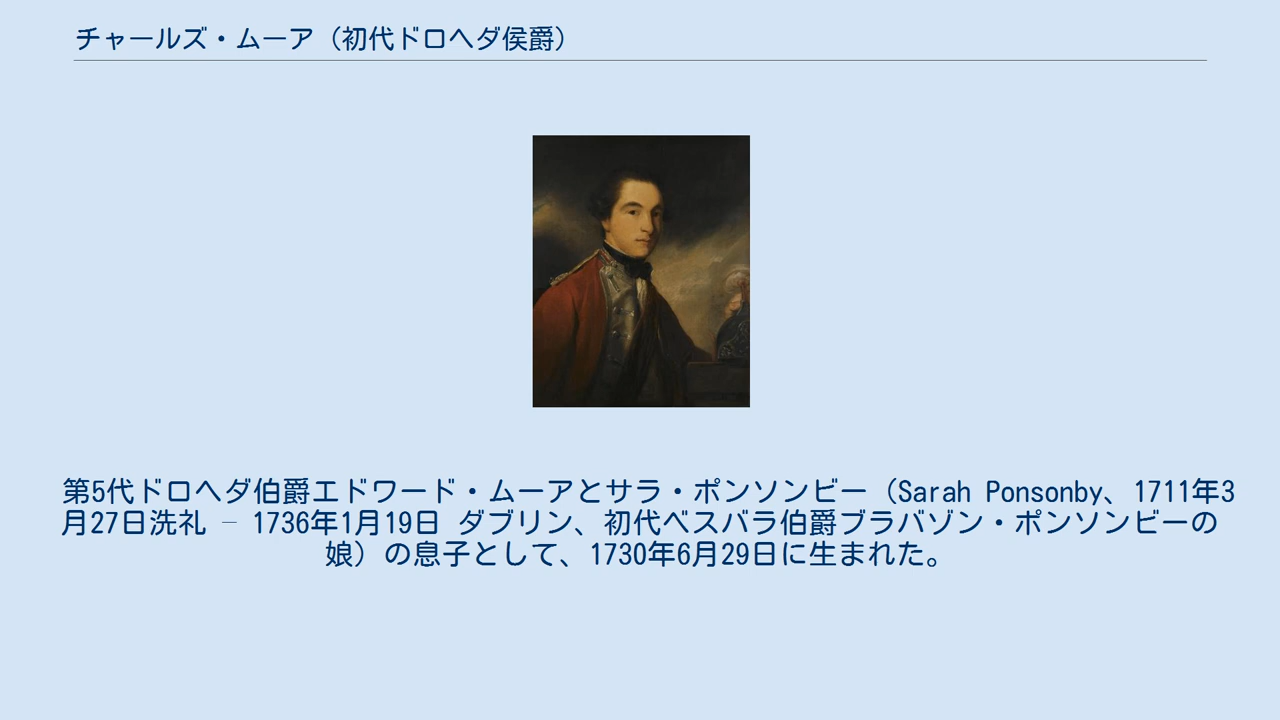 チャールズ・ムーア（初代ドロヘダ侯爵）
第5代ドロヘダ伯爵エドワード・ムーアとサラ・ポンソンビー（Sarah Ponsonby、1711年3
月27日洗礼 – 1736年1月19日 ダブリン、初代ベスバラ伯爵ブラバゾン・ポンソンビーの
娘）の息子として、1730年6月29日に生まれた。